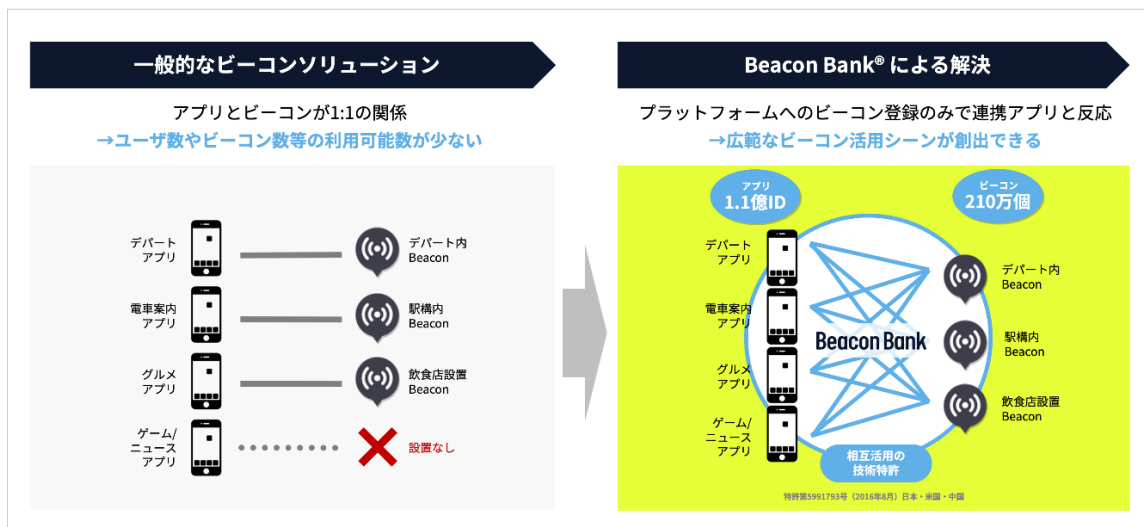 一般的なビーコンソリューション
アプリとビーコンが1:1の関係
→ユーザ数やビーコン数等の利用可能数が少ない
デパート
アプリ
デパート内
Beacon
電車案内
アプリ
駅構内
Beacon
グルメ
アプリ
飲食店設置
Beacon
ゲーム/
ニュース
アプリ
設置なし
Beacon Bank® による解決
プラットフォームへのビーコン登録のみで連携アプリと反応
→広範なビーコン活用シーンが創出できる
アプリ
1.1億ID
ビーコン
210万個
デパート
アプリ
電車案内
アプリ
グルメ
アプリ
ゲーム/
ニュース
アプリ
Beacon Bank
デパート内
Beacon
駅構内
Beacon
飲食店設置
Beacon
相互活用の
技術特許
特許第5991793号（2016年8月）日本・米国・中国